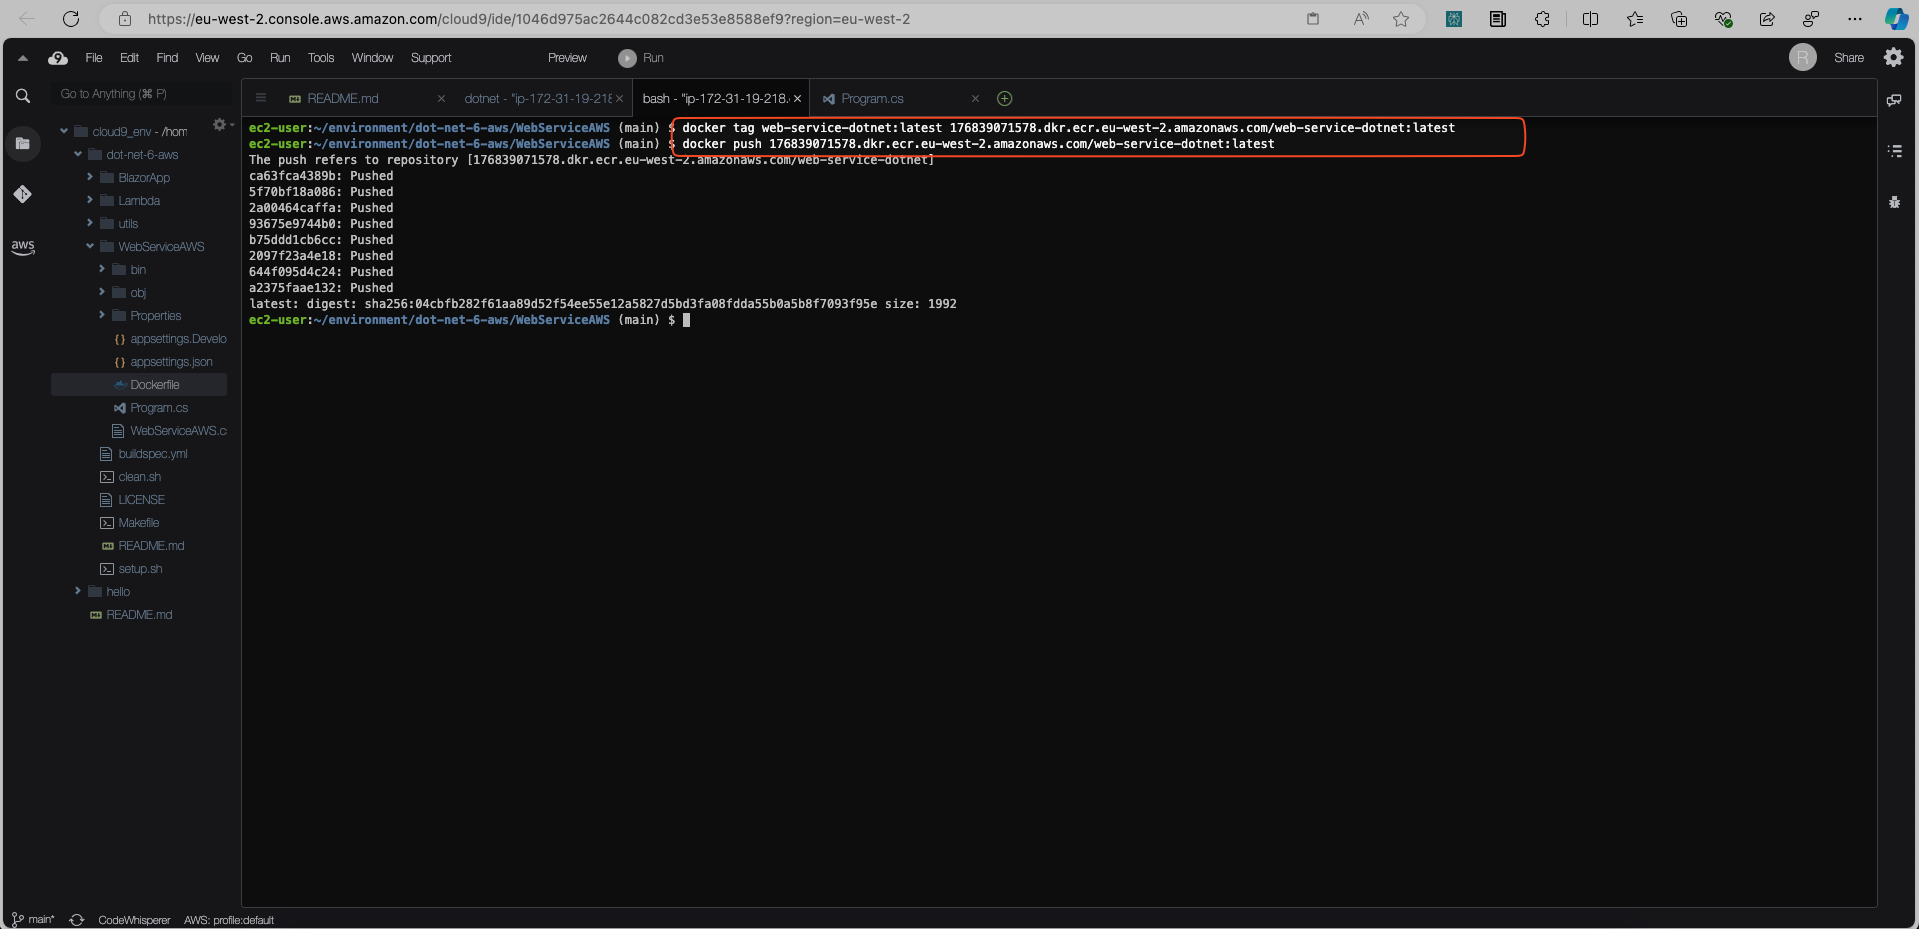 https://eu-west-2.console.aws.amazon.com/cloud9/ide/1046d975ac2644c082cd3e53e8588ef9?region=eu-west-2
9 File Edit Find View Go Run Tools Window Support Preview Run R Share
Go to Anything (⌘ P)
README.md × dotnet - "ip-172-31-19-218 × bash - "ip-172-31-19-218. × Program.cs ×
cloud9_env - /hom
dot-net-6-aws
BlazorApp
Lambda
utils
WebServiceAWS
bin
obj
Properties
{} appsettings.Develo
{} appsettings.json
Dockerfile
Program.cs
WebServiceAWS.c
buildspec.yml
clean.sh
LICENSE
Makefile
README.md
setup.sh
hello
README.md
aws
ec2-user:~/environment/dot-net-6-aws/WebServiceAWS (main) $ docker tag web-service-dotnet:latest 176839071578.dkr.ecr.eu-west-2.amazonaws.com/web-service-dotnet:latest
ec2-user:~/environment/dot-net-6-aws/WebServiceAWS (main) $ docker push 176839071578.dkr.ecr.eu-west-2.amazonaws.com/web-service-dotnet:latest
The push refers to repository [176839071578.dkr.ecr.eu-west-2.amazonaws.com/web-service-dotnet]
ca63fca4389b: Pushed
5f70bf18a086: Pushed
2a00464caffa: Pushed
93675e9744b0: Pushed
b75ddd1cb6cc: Pushed
2097f23a4e18: Pushed
644f095d4c24: Pushed
a2375faae132: Pushed
latest: digest: sha256:04cbfb282f61aa89d52f54ee55e12a5827d5bd3fa08fdda55b0a5b8f7093f95e size: 1992
ec2-user:~/environment/dot-net-6-aws/WebServiceAWS (main) $
main* CodeWhisperer AWS: profile:default